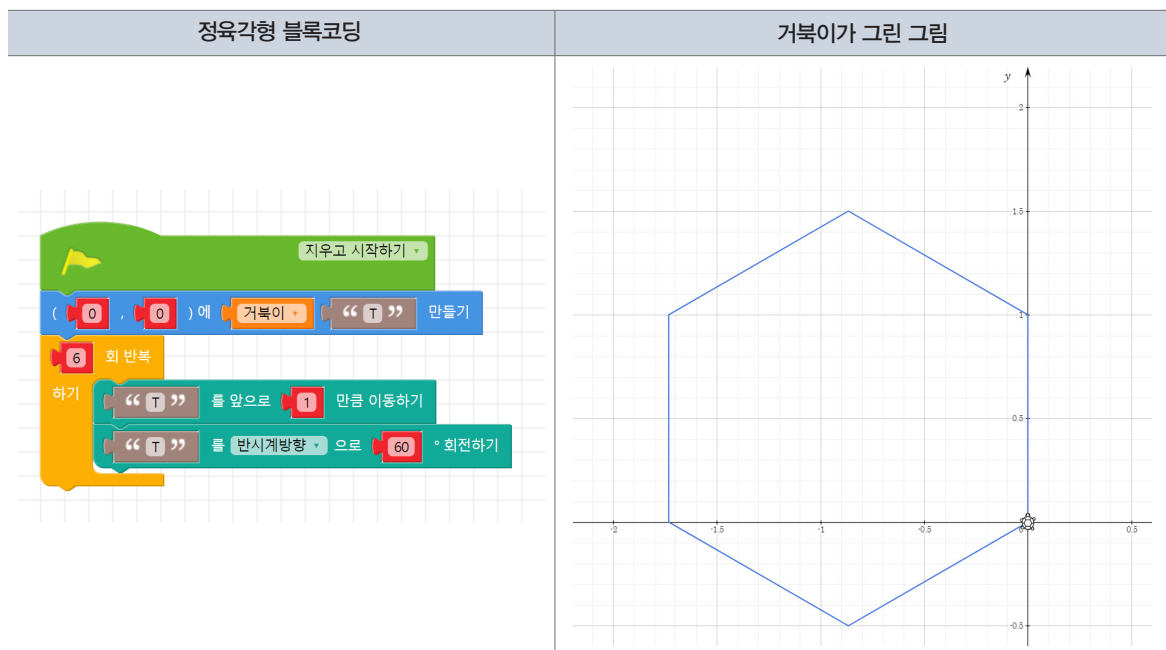 정육각형 블록코딩
거북이가 그린 그림
지우고 시작하기
( 0 , 0 ) 에 거북이 “ T ” 만들기
6 회 반복
하기
“ T ” 를 앞으로 1 만큼 이동하기
“ T ” 를 반시계방향 으로 60 ° 회전하기
y
2
1.5
1
0.5
-2 -1.5 -1 -0.5 0 0.5
-0.5